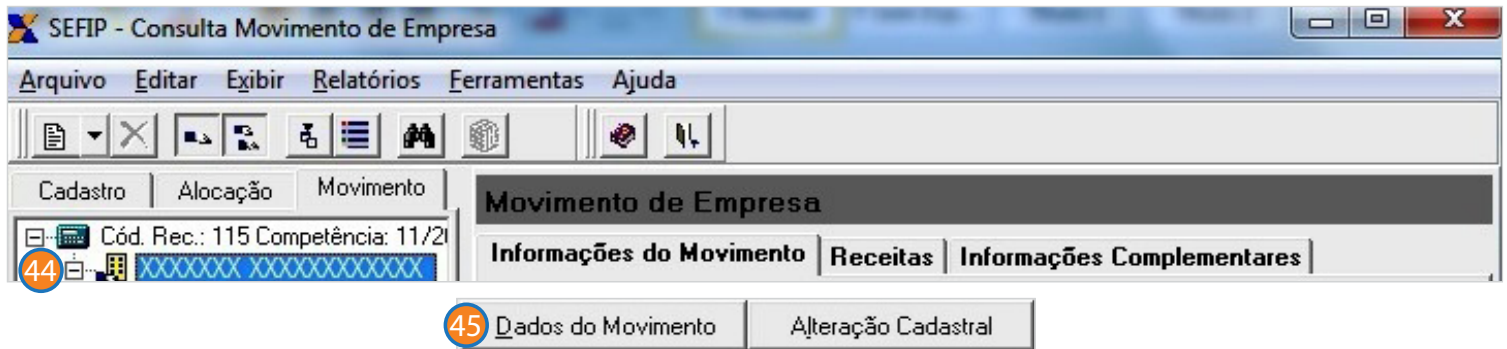 SEFIP - Consulta Movimento de Empresa
Arquivo Editar Exibir Relatórios Ferramentas Ajuda
Cadastro Alocação Movimento
Movimento de Empresa
Cód. Rec.: 115 Competência: 11/2
Informações do Movimento Receitas Informações Complementares
44 XXXXXXX XXXXXXXXXXXXX
45 Dados do Movimento Alteração Cadastral